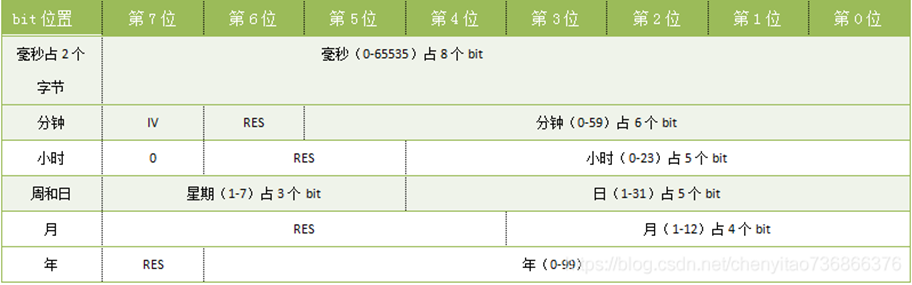 bit 位置 第 7 位 第 6 位 第 5 位 第 4 位 第 3 位 第 2 位 第 1 位 第 0 位
毫秒占 2 个 毫秒（0-65535）占 8 个 bit
字节
分钟 IV RES 分钟（0-59）占 6 个 bit
小时 0 RES 小时（0-23）占 5 个 bit
周和日 星期（1-7）占 3 个 bit 日（1-31）占 5 个 bit
月 RES 月（1-12）占 4 个 bit
年 RES 年（0-99）
https://blog.csdn.net/chenyitao736866376